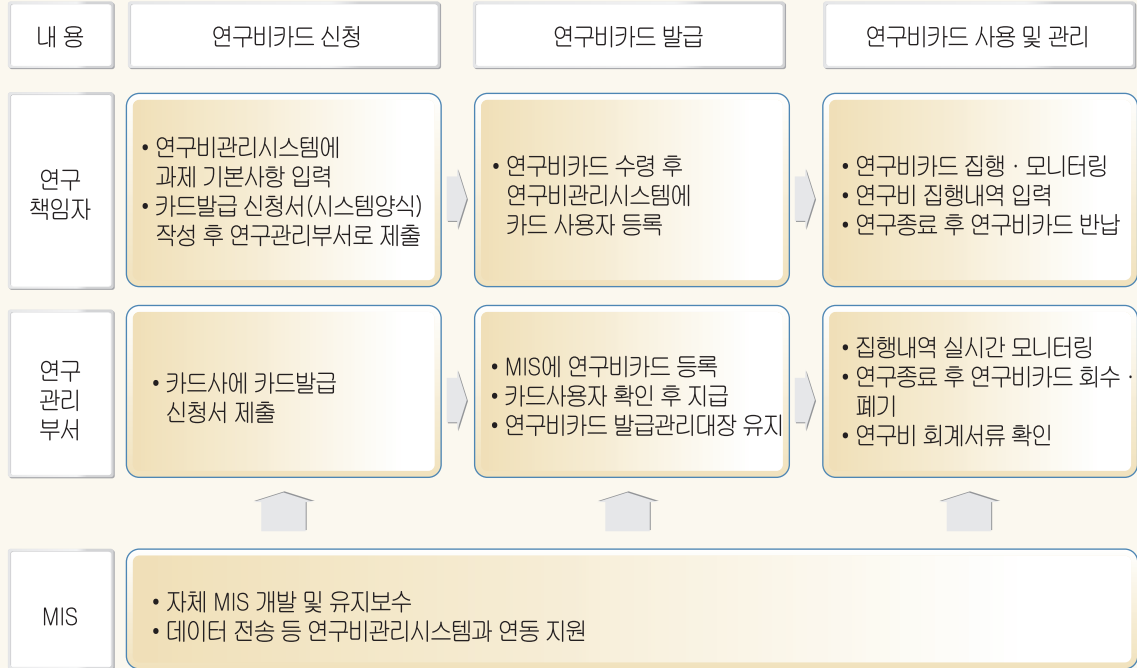 내 용
연구비카드 신청
연구비카드 발급
연구비카드 사용 및 관리
연구
책임자
• 연구비관리시스템에
과제 기본사항 입력
• 카드발급 신청서(시스템양식)
작성 후 연구관리부서로 제출
• 연구비카드 수령 후
연구비관리시스템에
카드 사용자 등록
• 연구비카드 집행 · 모니터링
• 연구비 집행내역 입력
• 연구종료 후 연구비카드 반납
연구
관리
부서
• 카드사에 카드발급
신청서 제출
• MIS에 연구비카드 등록
• 카드사용자 확인 후 지급
• 연구비카드 발급관리대장 유지
• 집행내역 실시간 모니터링
• 연구종료 후 연구비카드 회수 ·
폐기
• 연구비 회계서류 확인
MIS
• 자체 MIS 개발 및 유지보수
• 데이터 전송 등 연구비관리시스템과 연동 지원